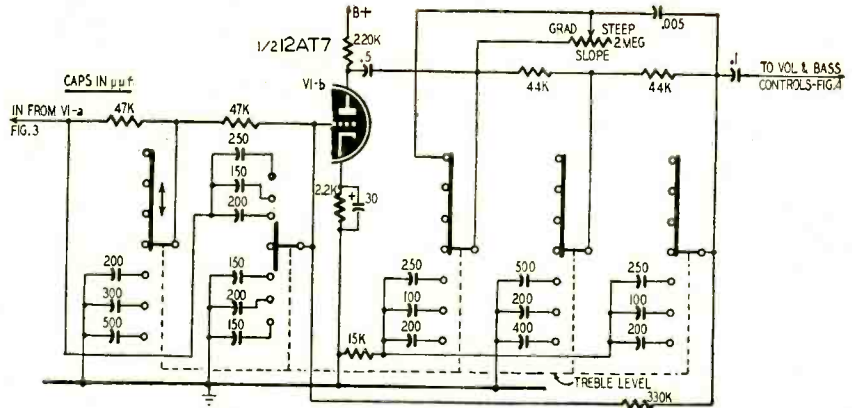 B+
1/2 12AT7
220K
.5
GRAD
STEEP
2 MEG
SLOPE
.005
.1
TO VOL & BASS
CONTROLS-FIG.4
44K
44K
CAPS IN µµf
V1-b
IN FROM V1-a
FIG.3
47K
47K
250
150
200
2.2K
+
30
200
300
500
150
200
150
15K
250
100
200
500
200
400
250
100
200
TREBLE LEVEL
330K